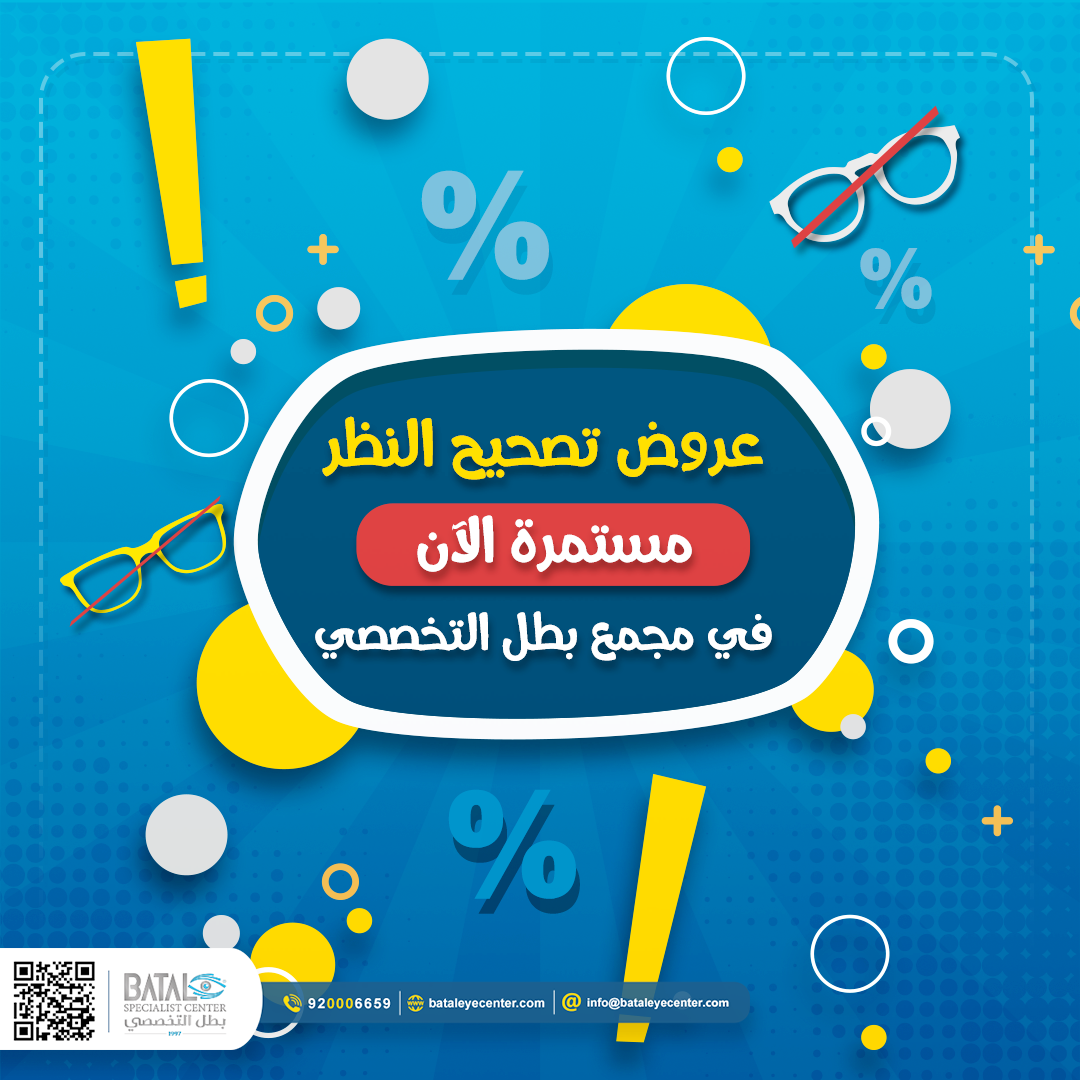 %
%
عروض تصحيح النظر
مستمرة الآن
في مجمع بطل التخصصي
%
BATAL
SPECIALIST CENTER
بطل التخصصي
1997
920006659
bataleyecenter.com
info@bataleyecenter.com